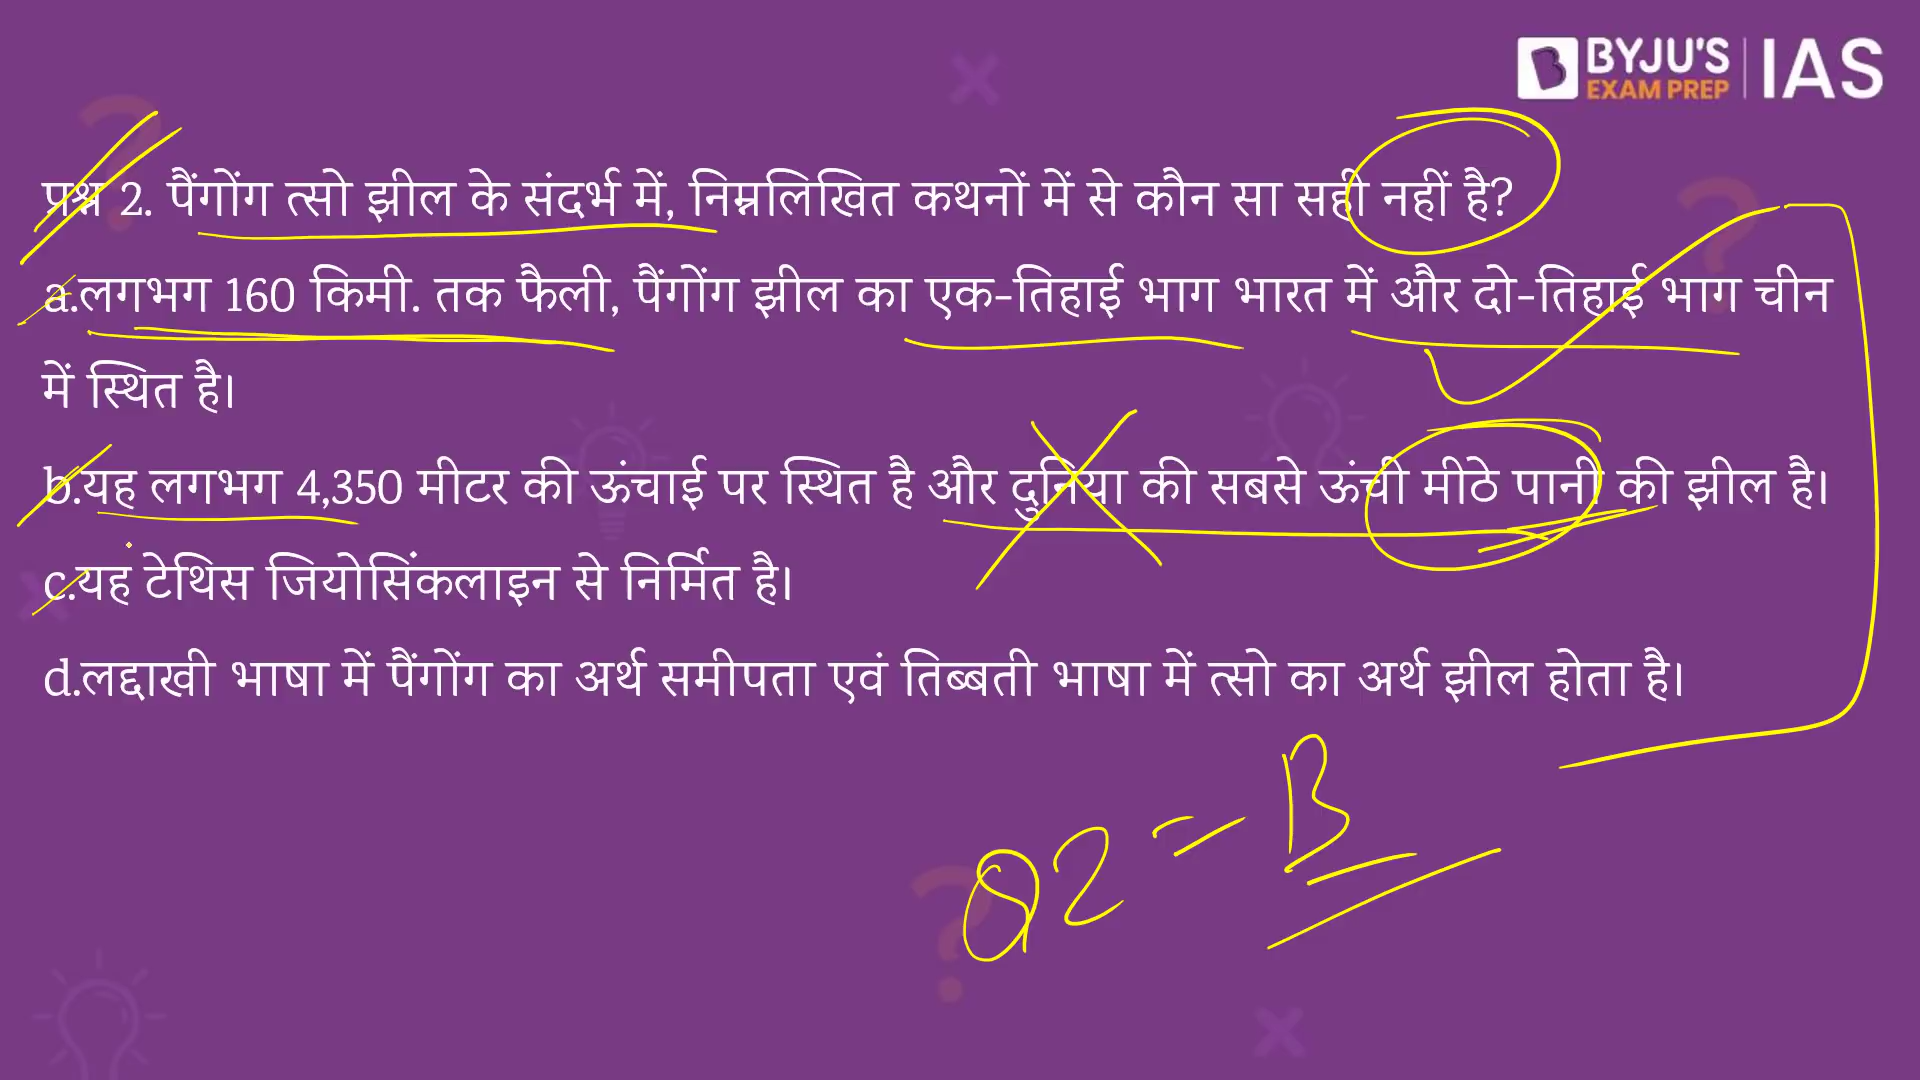 BYJU'S
EXAM PREP
IAS
प्रश्न 2. पैंगोंग त्सो झील के संदर्भ में, निम्नलिखित कथनों में से कौन सा सही नहीं है?
a.लगभग 160 किमी. तक फैली, पैंगोंग झील का एक-तिहाई भाग भारत में और दो-तिहाई भाग चीन
में स्थित है।
b.यह लगभग 4,350 मीटर की ऊंचाई पर स्थित है और दुनिया की सबसे ऊंची मीठे पानी की झील है।
c.यह टेथिस जियोसिंकलाइन से निर्मित है।
d.लद्दाखी भाषा में पैंगोंग का अर्थ समीपता एवं तिब्बती भाषा में त्सो का अर्थ झील होता है।
Q2 = B